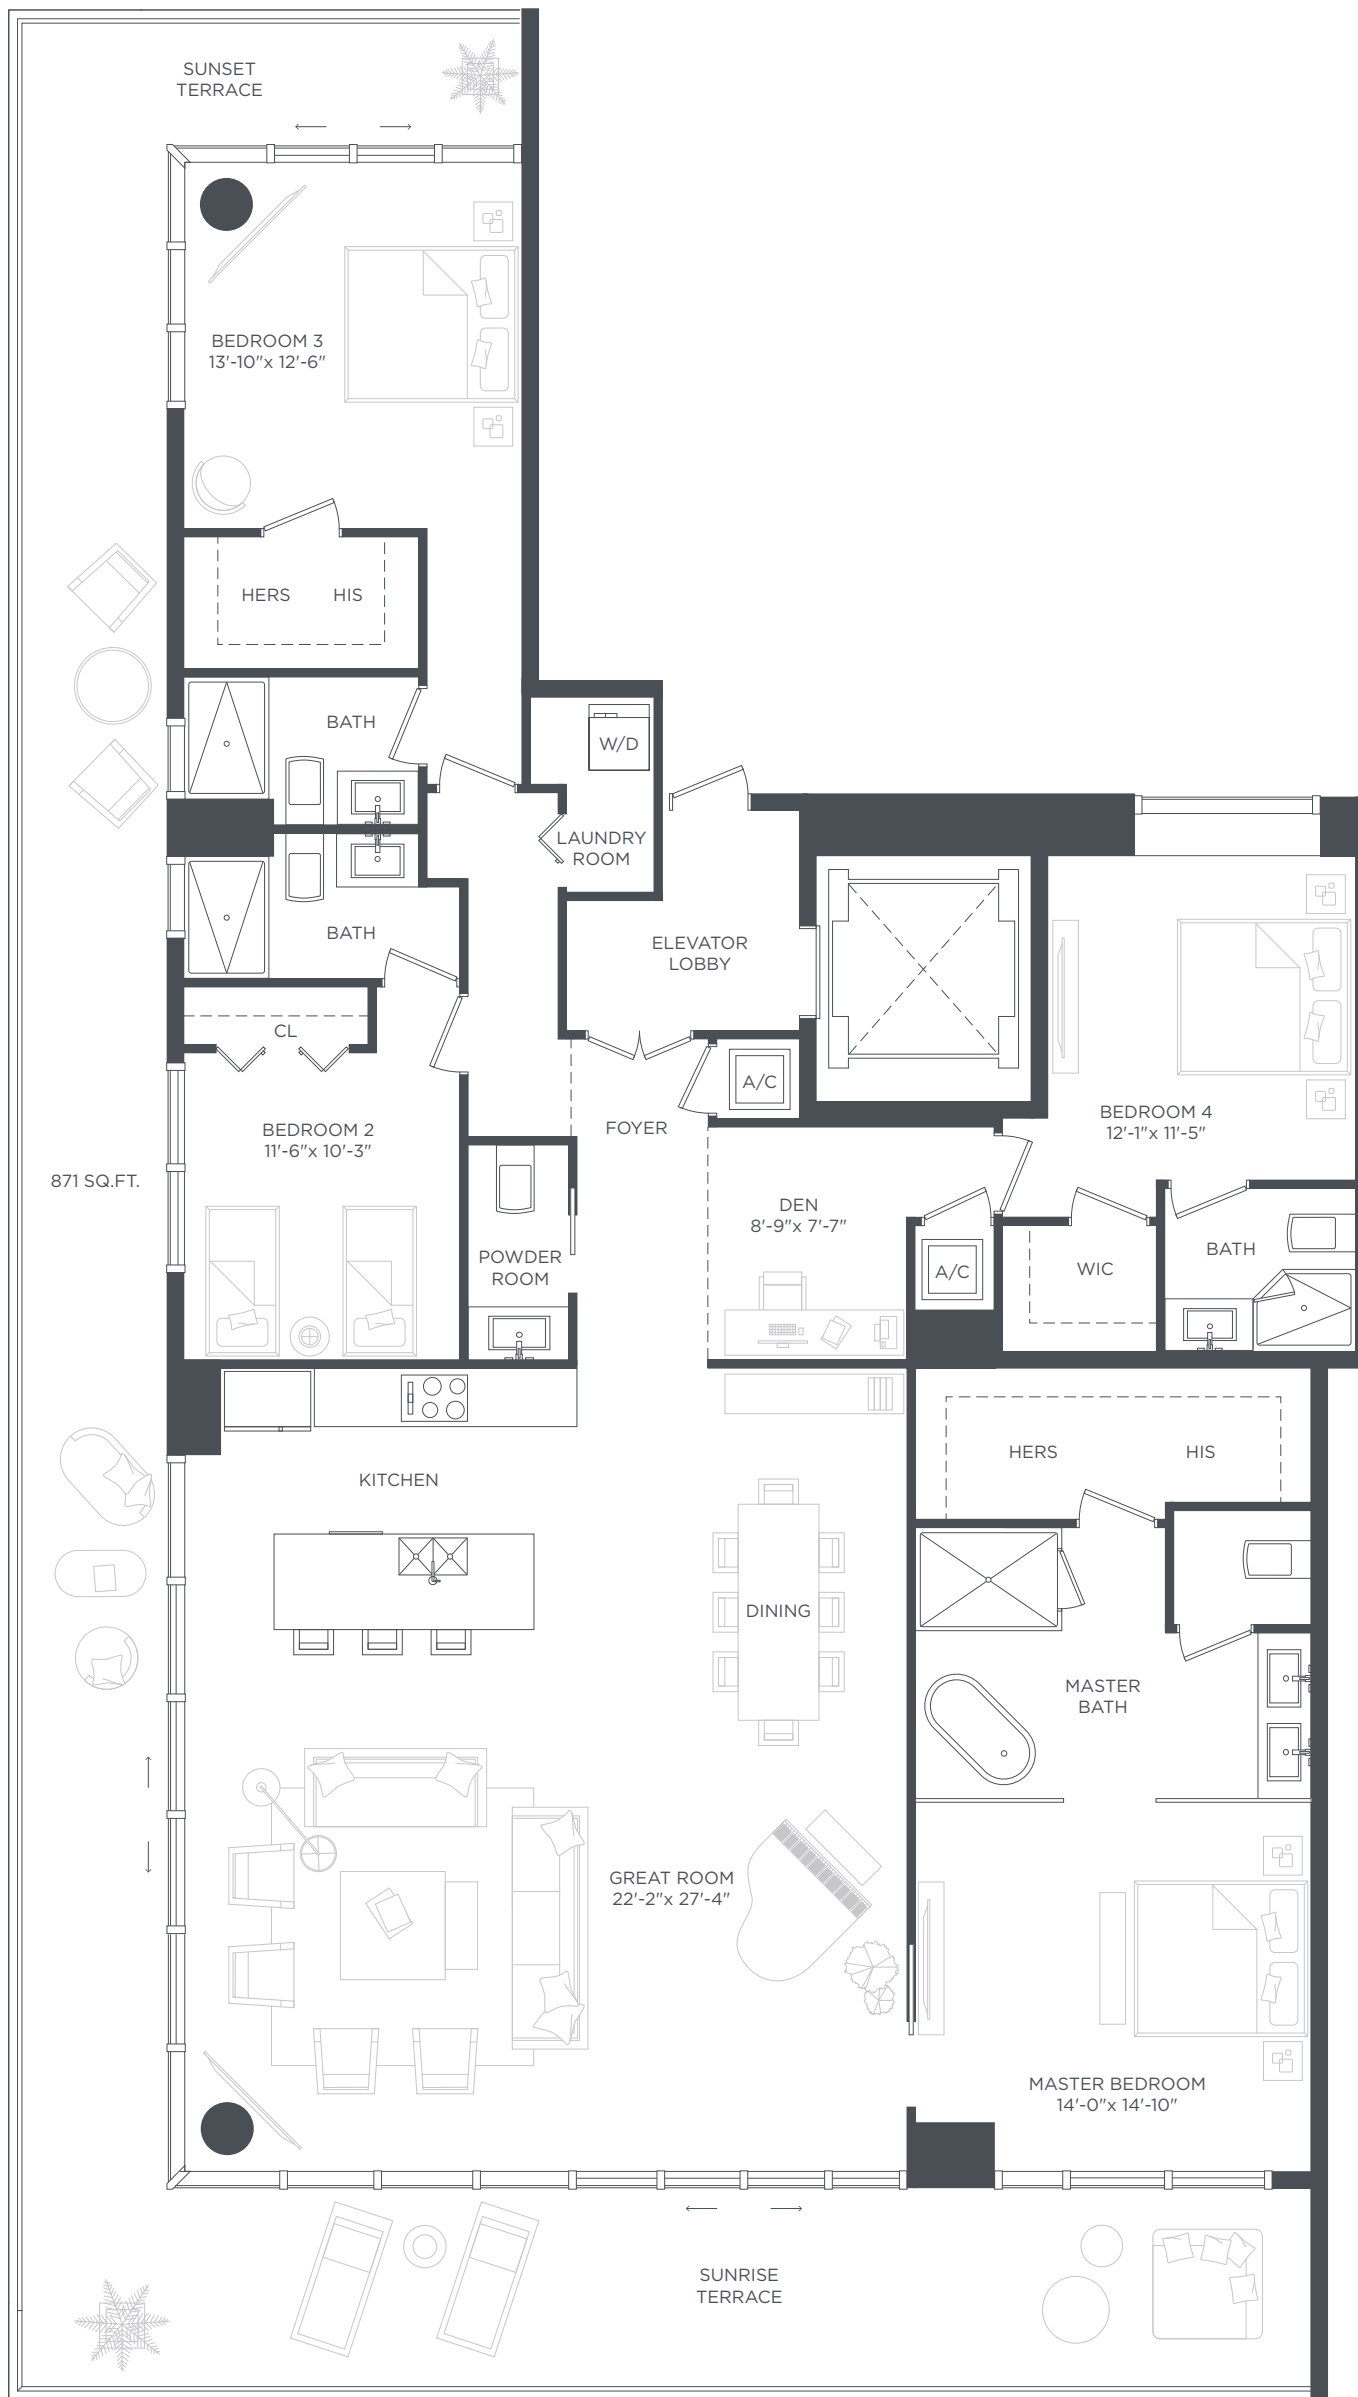 SUNSET
TERRACE
BEDROOM 3
13'-10"x 12'-6"
HERS
HIS
BATH
W/D
LAUNDRY
ROOM
BATH
ELEVATOR
LOBBY
CL
A/C
BEDROOM 4
12'-1"x 11'-5"
FOYER
BEDROOM 2
11'-6"x 10'-3"
871 SQ.FT.
DEN
8'-9"x 7'-7"
POWDER
ROOM
A/C
WIC
BATH
KITCHEN
HERS
HIS
DINING
MASTER
BATH
GREAT ROOM
22'-2"x 27'-4"
MASTER BEDROOM
14'-0"x 14'-10"
SUNRISE
TERRACE